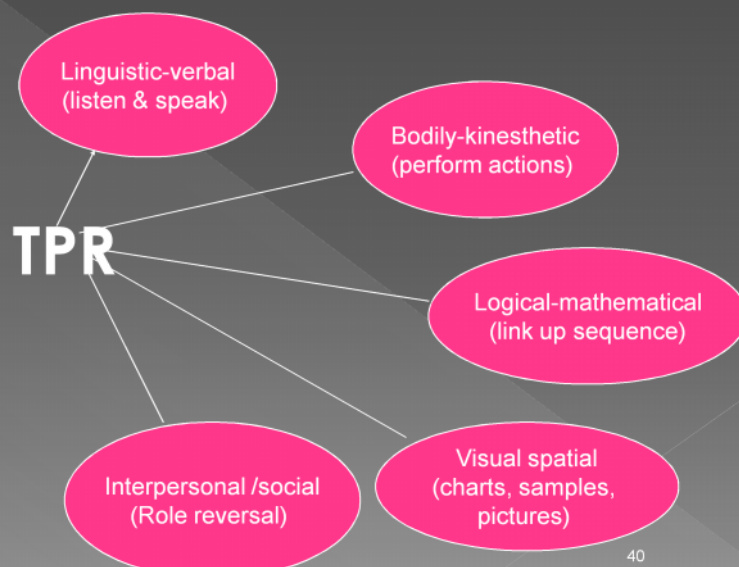 Linguistic-verbal
(listen & speak)
Bodily-kinesthetic
(perform actions)
TPR
Logical-mathematical
(link up sequence)
Visual spatial
(charts, samples,
pictures)
Interpersonal /social
(Role reversal)
40